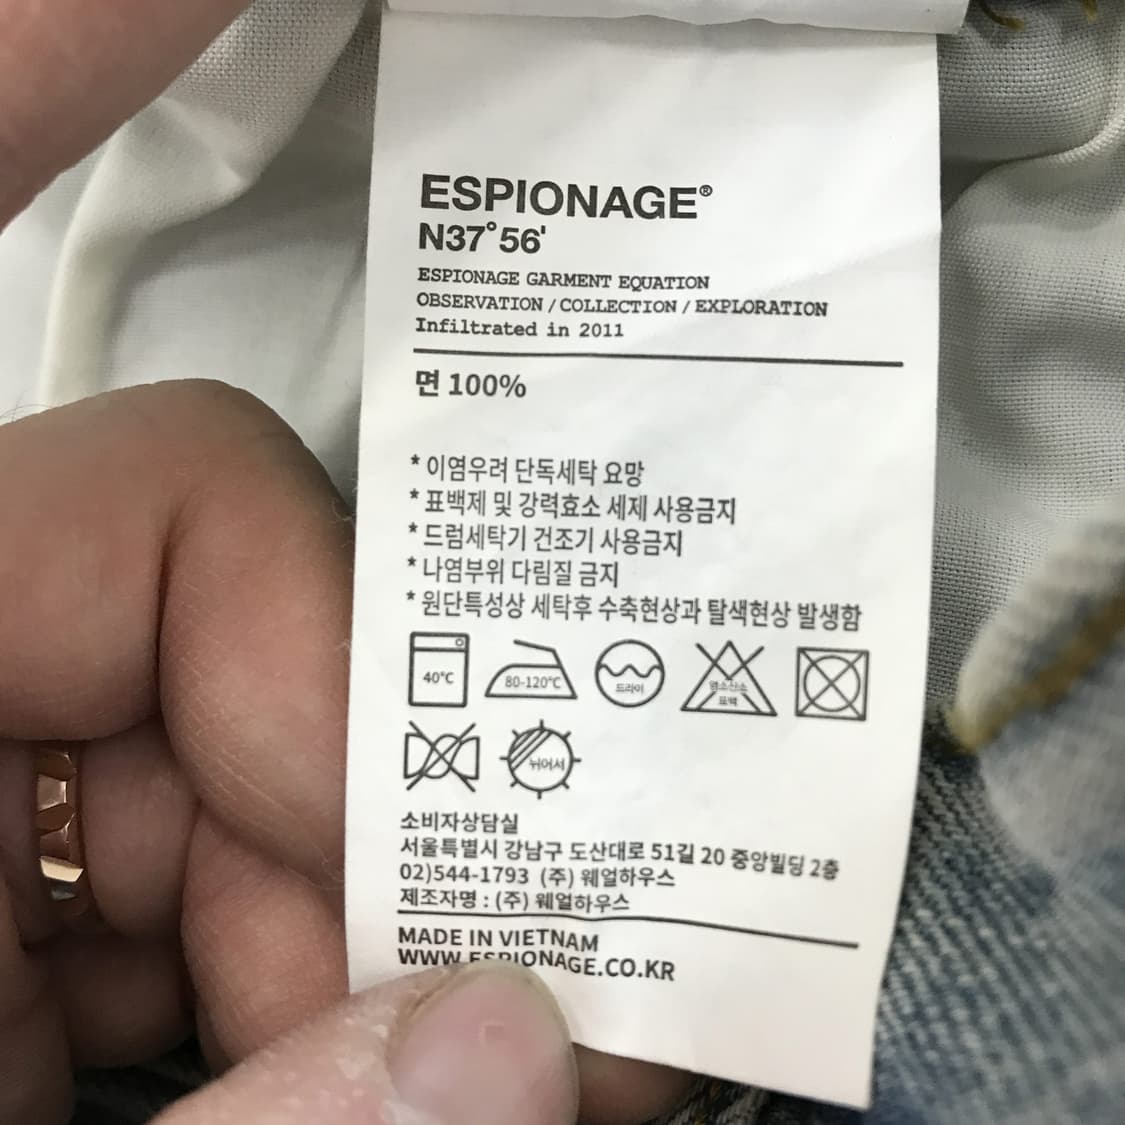 ESPIONAGE®
N37°56'
ESPIONAGE GARMENT EQUATION
OBSERVATION / COLLECTION / EXPLORATION
Infiltrated in 2011
면 100%
* 이염우려 단독세탁 요망
* 표백제 및 강력효소 세제 사용금지
* 드럼세탁기 건조기 사용금지
* 나염부위 다림질 금지
* 원단특성상 세탁후 수축현상과 탈색현상 발생함
40℃
80-120℃
드라이
염소산소
표백
뉘어서
소비자상담실
서울특별시 강남구 도산대로 51길 20 중앙빌딩 2층
02)544-1793 (주) 웨얼하우스
제조자명 : (주) 웨얼하우스
MADE IN VIETNAM
WWW.ESPIONAGE.CO.KR